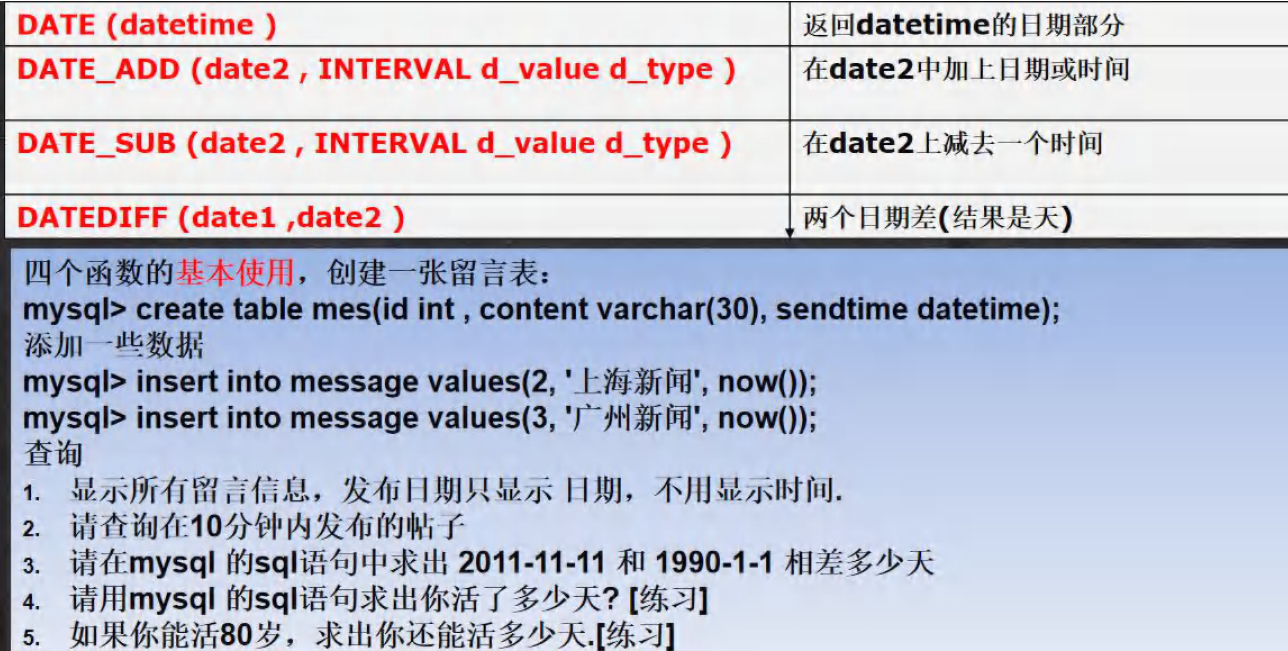 DATE (datetime ) 返回datetime的日期部分
DATE_ADD (date2 , INTERVAL d_value d_type ) 在date2中加上日期或时间
DATE_SUB (date2 , INTERVAL d_value d_type ) 在date2上减去一个时间
DATEDIFF (date1 ,date2 ) 两个日期差(结果是天)
四个函数的基本使用，创建一张留言表：
mysql> create table mes(id int , content varchar(30), sendtime datetime);
添加一些数据
mysql> insert into message values(2, '上海新闻', now());
mysql> insert into message values(3, '广州新闻', now());
查询
1. 显示所有留言信息，发布日期只显示 日期，不用显示时间.
2. 请查询在10分钟内发布的帖子
3. 请在mysql 的sql语句中求出 2011-11-11 和 1990-1-1 相差多少天
4. 请用mysql 的sql语句求出你活了多少天? [练习]
5. 如果你能活80岁，求出你还能活多少天.[练习]